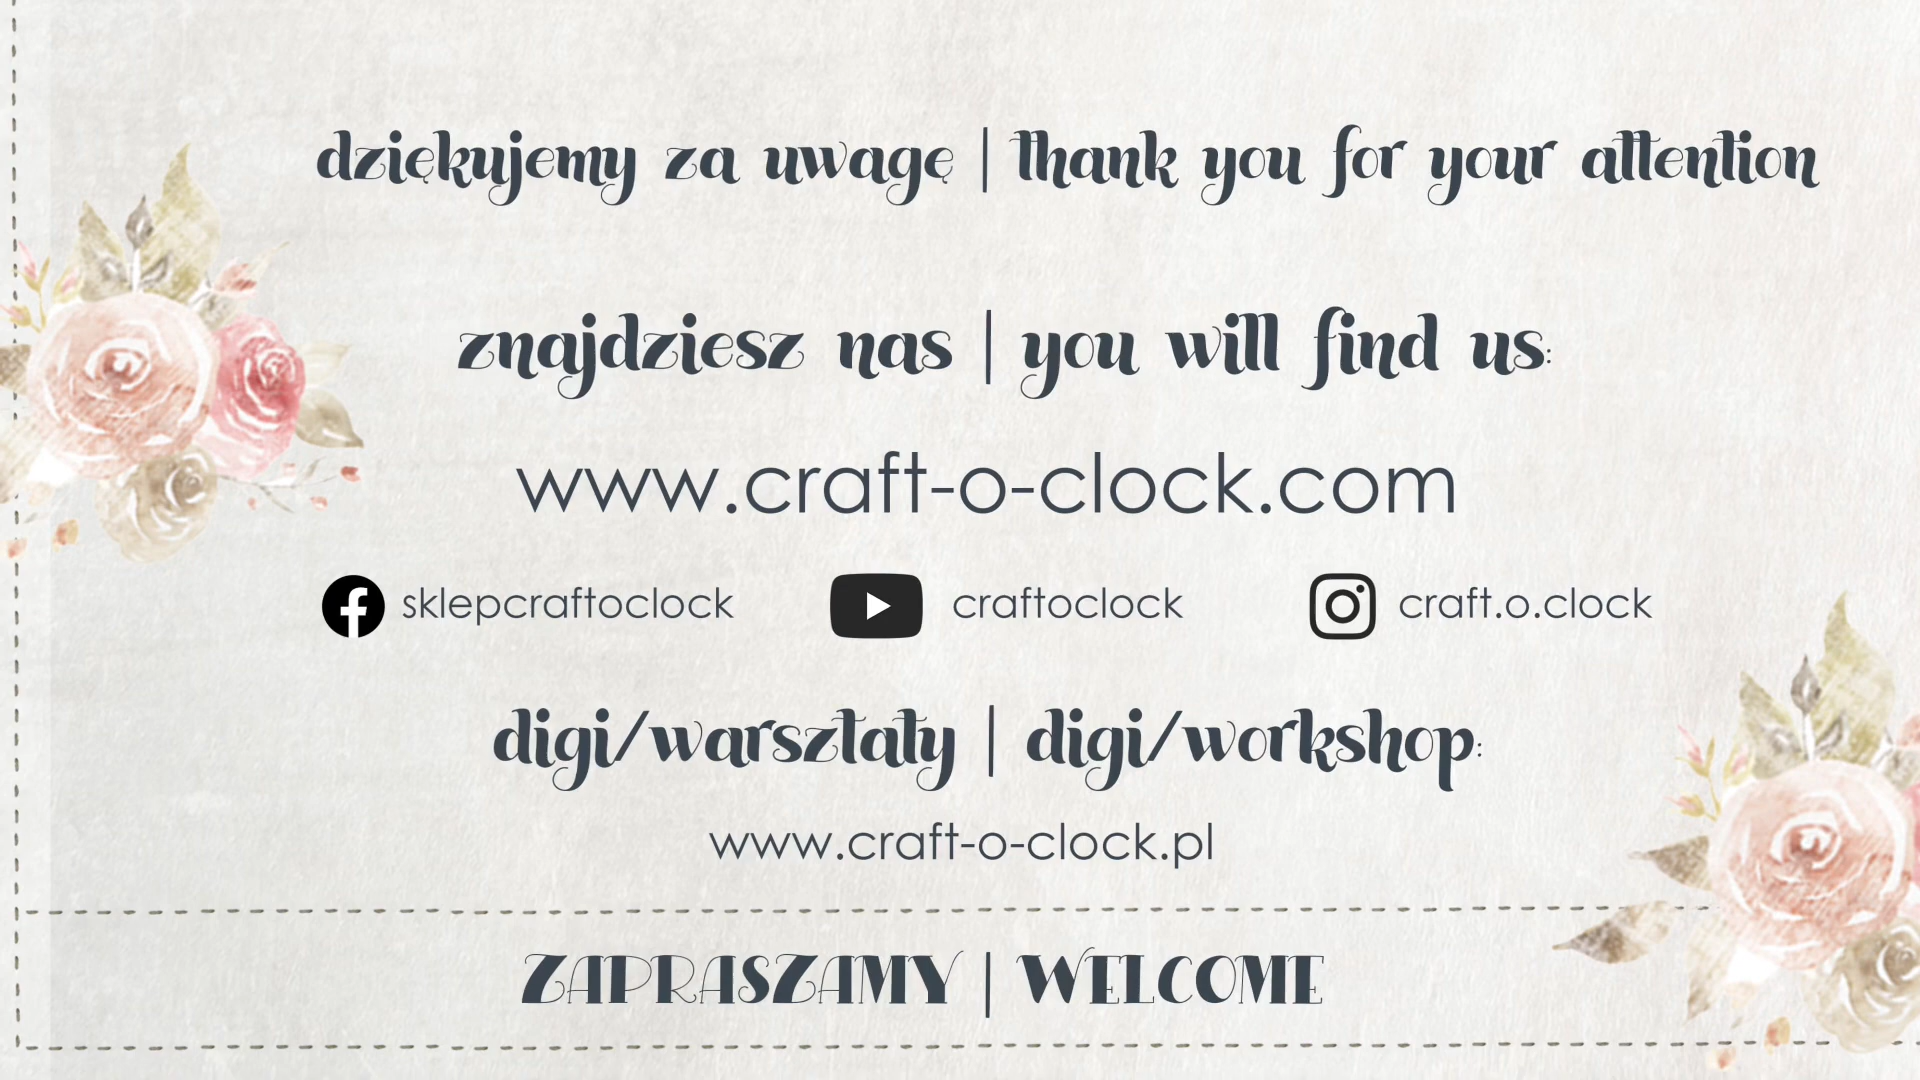 dziękujemy za uwagę | thank you for your attention
znajdziesz nas | you will find us:
www.craft-o-clock.com
sklepcraftoclock craftoclock craft.o.clock
digi/warsztaty | digi/workshop:
www.craft-o-clock.pl
ZAPRASZAMY | WELCOME